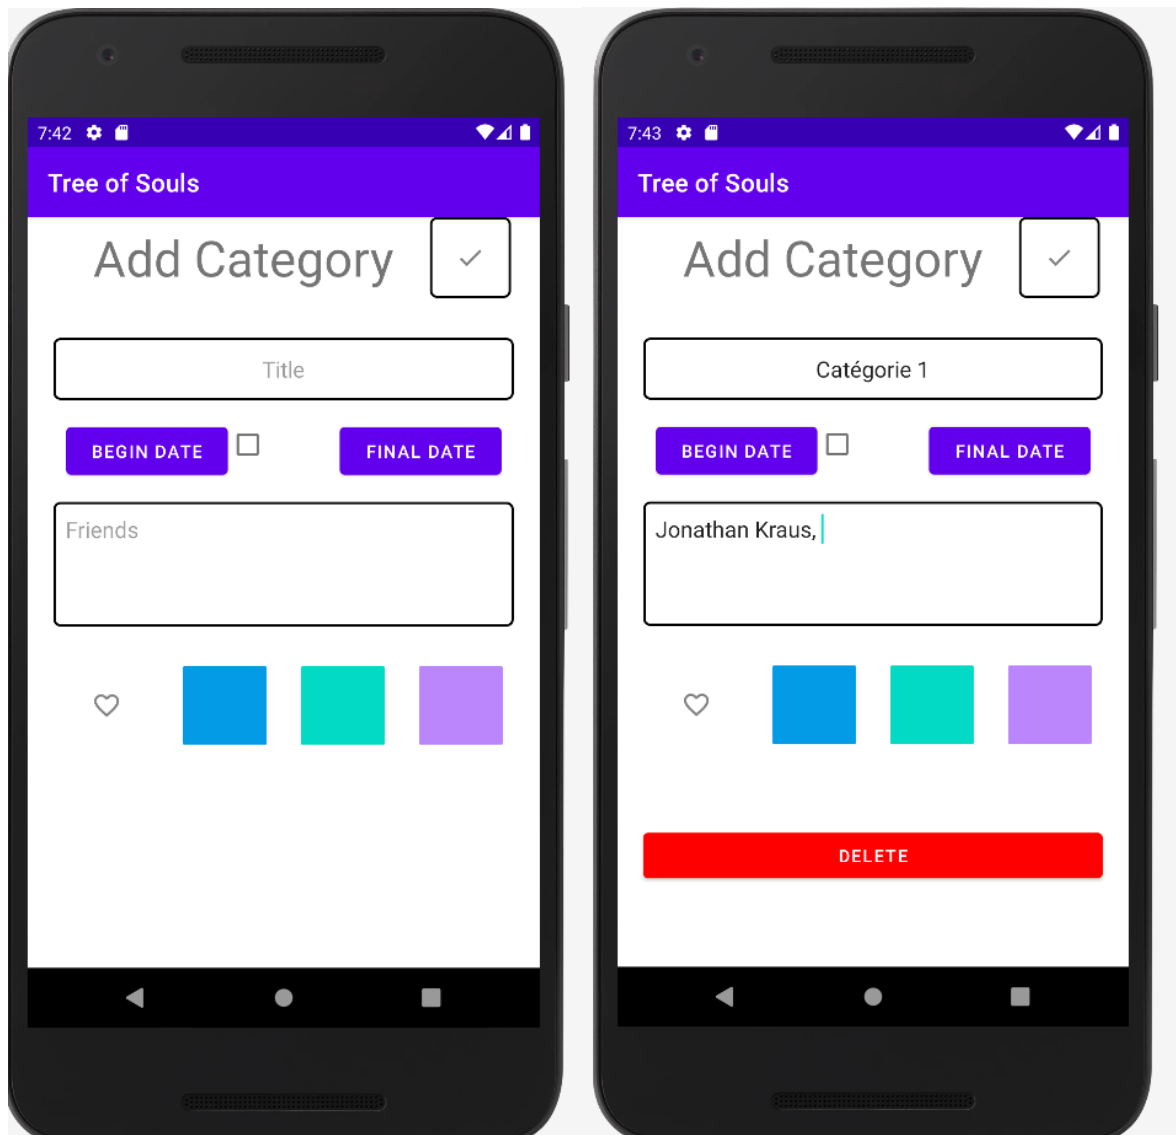 7:42
Tree of Souls
Add Category
Title
BEGIN DATE
FINAL DATE
Friends
7:43
Tree of Souls
Add Category
Catégorie 1
BEGIN DATE
FINAL DATE
Jonathan Kraus,
DELETE